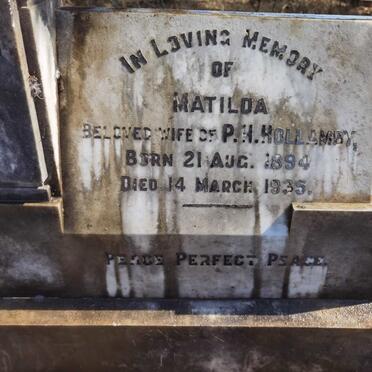 IN LOVING MEMORY
OF
MATILDA
BELOVED WIFE OF P.H. HOLLAMBY,
BORN 21 AUG. 1894
DIED 14 MARCH 1935.
PEACE PERFECT PEACE.